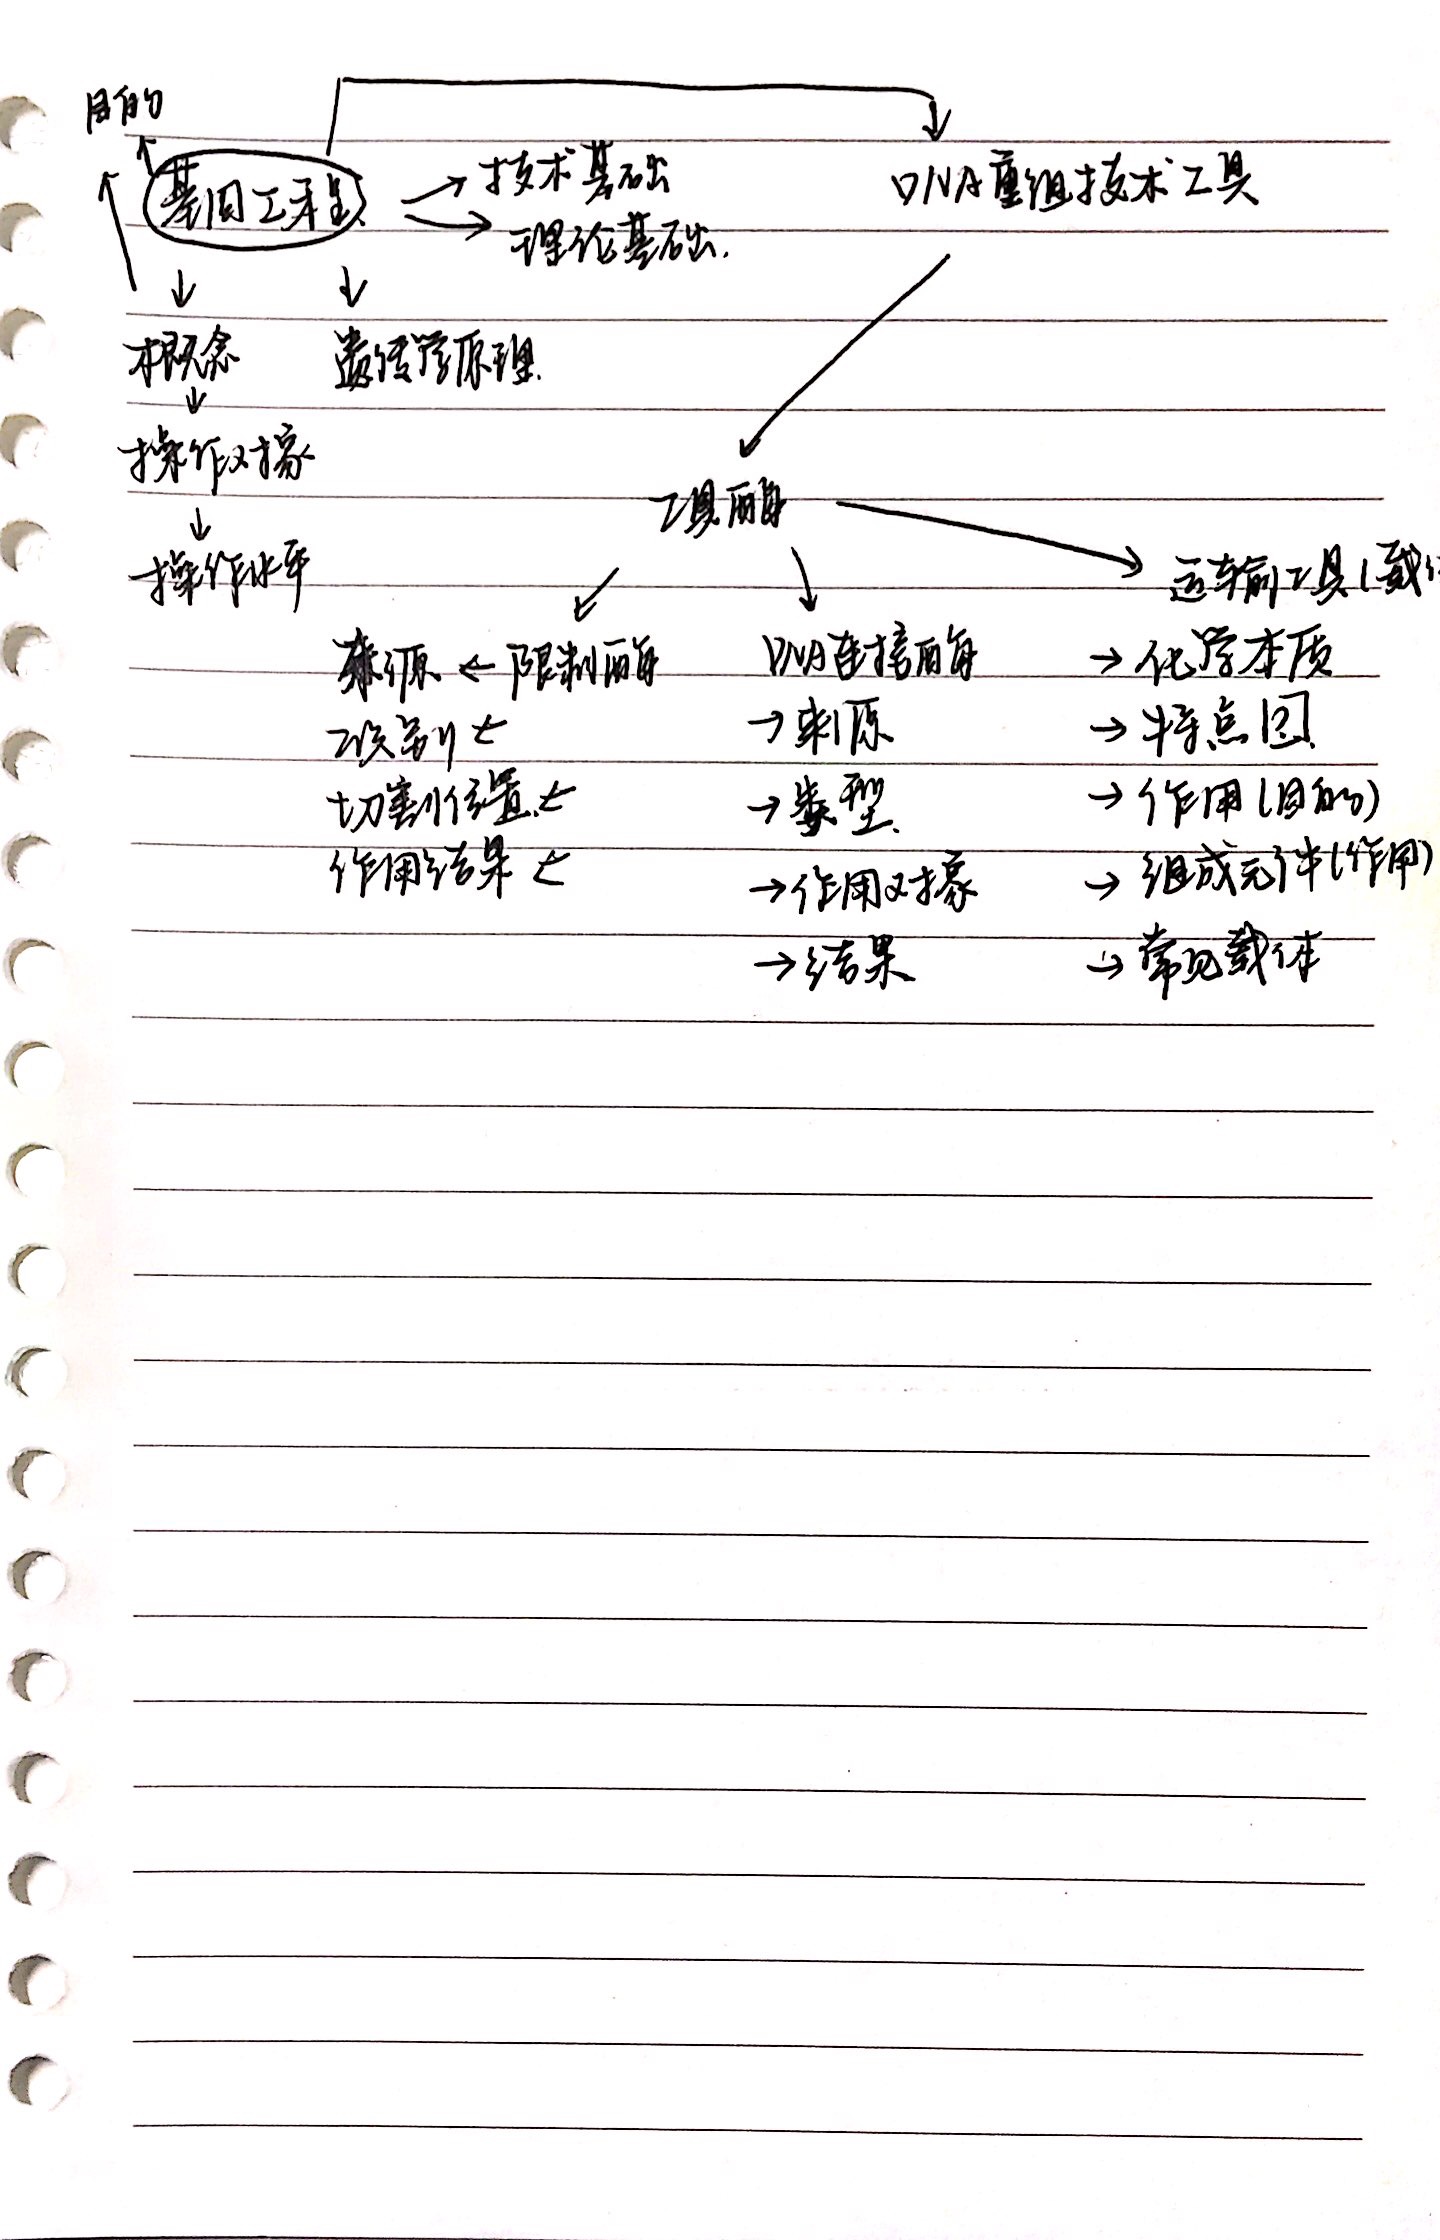 目的
基因工程 → 技术基础
→ 理论基础.
DNA重组技术工具
概念
遗传学原理.
操作对象
操作水平
工具酶
运输工具(载体
来源 ← 限制酶
识别 ←
切割位置. ←
作用结果 ←
DNA连接酶
→ 来源
→ 类型.
→ 作用对象
→ 结果
→ 化学本质
→ 特点
→ 作用(目的)
→ 组成元件(作用)
→ 常见载体